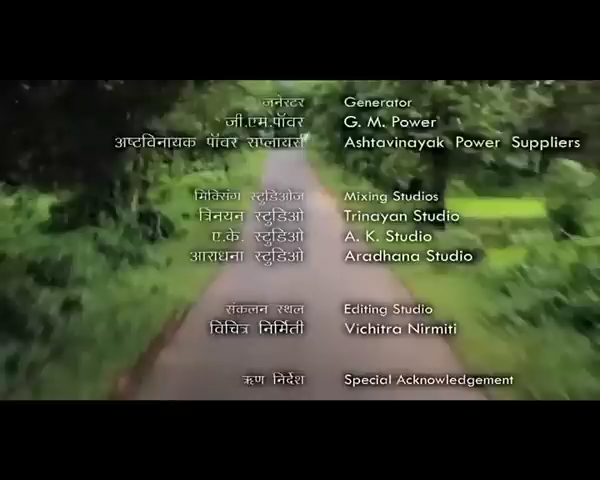 जनरेटर Generator
जी.एम.पॉवर G. M. Power
अष्टविनायक पॉवर सप्लायर्स Ashtavinayak Power Suppliers
मिक्सिंग स्टुडिओज Mixing Studios
त्रिनयन स्टुडिओ Trinayan Studio
ए.के. स्टुडिओ A. K. Studio
आराधना स्टुडिओ Aradhana Studio
संकलन स्थल Editing Studio
विचित्र निर्मिती Vichitra Nirmiti
ऋण निर्देश Special Acknowledgement